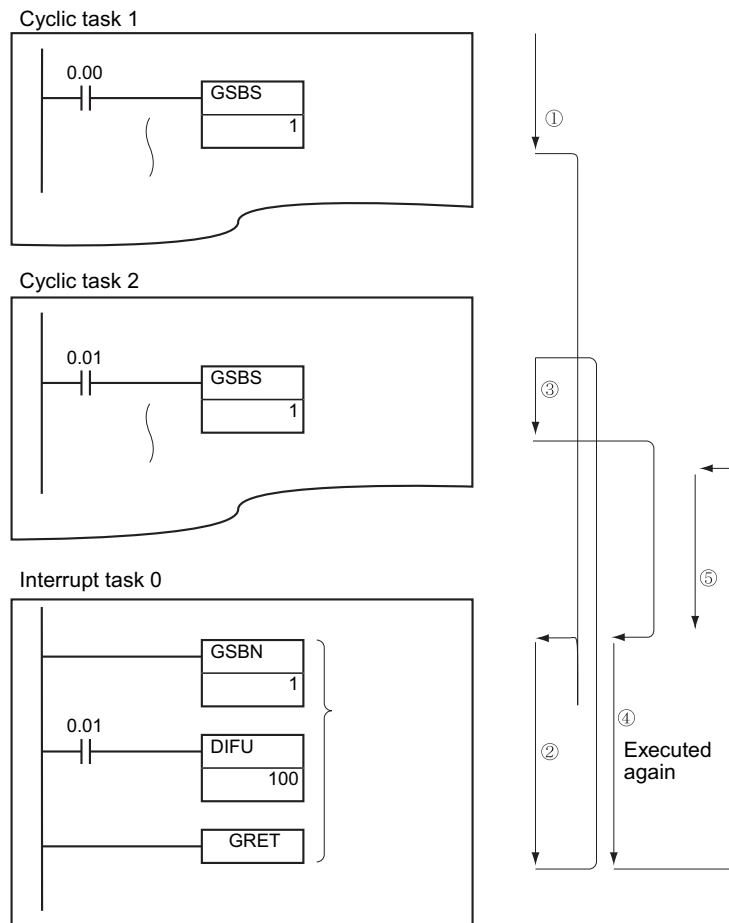 Cyclic task 1
0.00
GSBS
1
①
Cyclic task 2
0.01
GSBS
1
③
⑤
Interrupt task 0
GSBN
1
④
0.01
DIFU
100
②
Executed
again
GRET